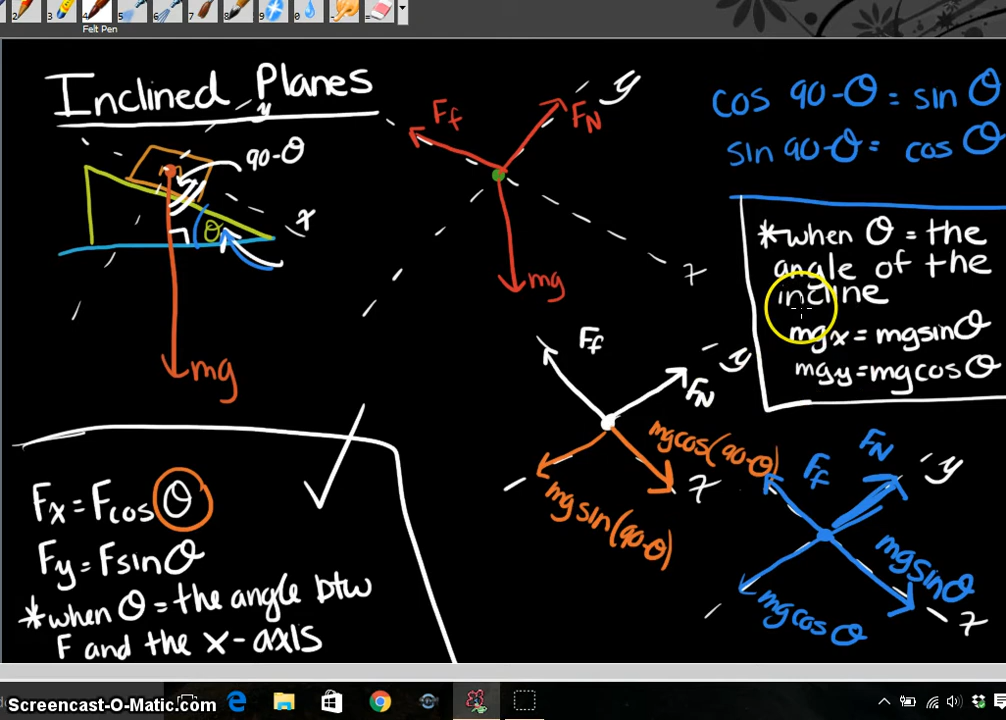 Felt Pen
Inclined Planes
y
90-θ
m
x
θ
mg
Ff
FN
y
mg
cos 90-θ = sin θ
sin 90-θ = cos θ
*when θ = the
angle of the
incline
mgx = mgsinθ
mgy = mgcosθ
Ff
FN
y
mgcos(90-θ)
mgsin(90-θ)
Ff
FN
y
mgsinθ
mgcosθ
Fx = Fcosθ
Fy = Fsinθ
*when θ = the angle btw
F and the x-axis
Screencast-O-Matic.com